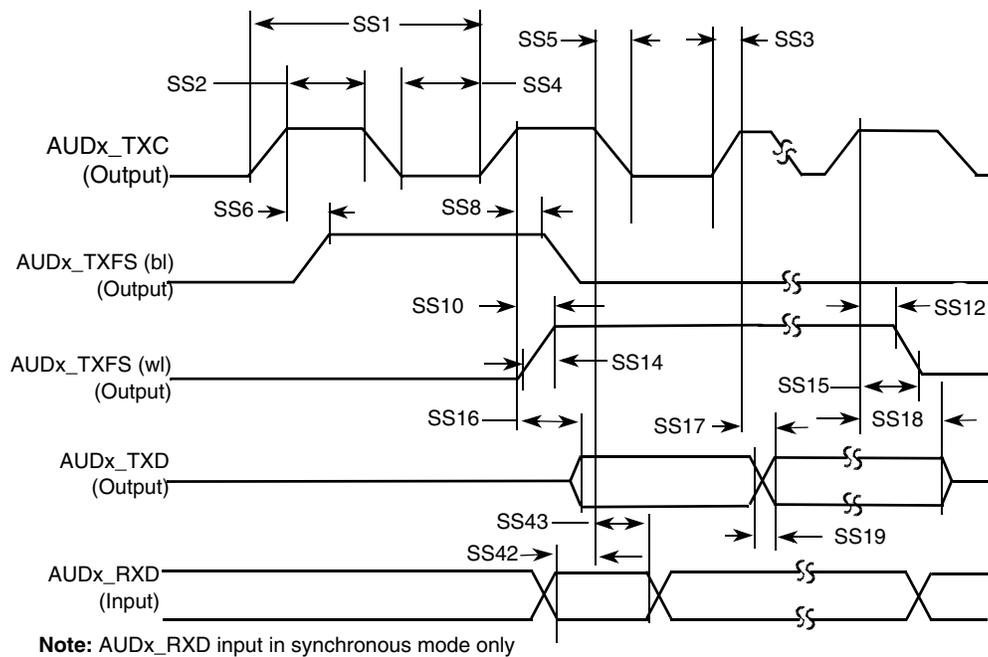 SS1
SS5
SS3
SS2
SS4
AUDx_TXC
(Output)
SS6
SS8
AUDx_TXFS (bl)
(Output)
SS10
SS12
AUDx_TXFS (wl)
(Output)
SS14
SS15
SS16
SS17
SS18
AUDx_TXD
(Output)
SS43
SS19
SS42
AUDx_RXD
(Input)
Note: AUDx_RXD input in synchronous mode only